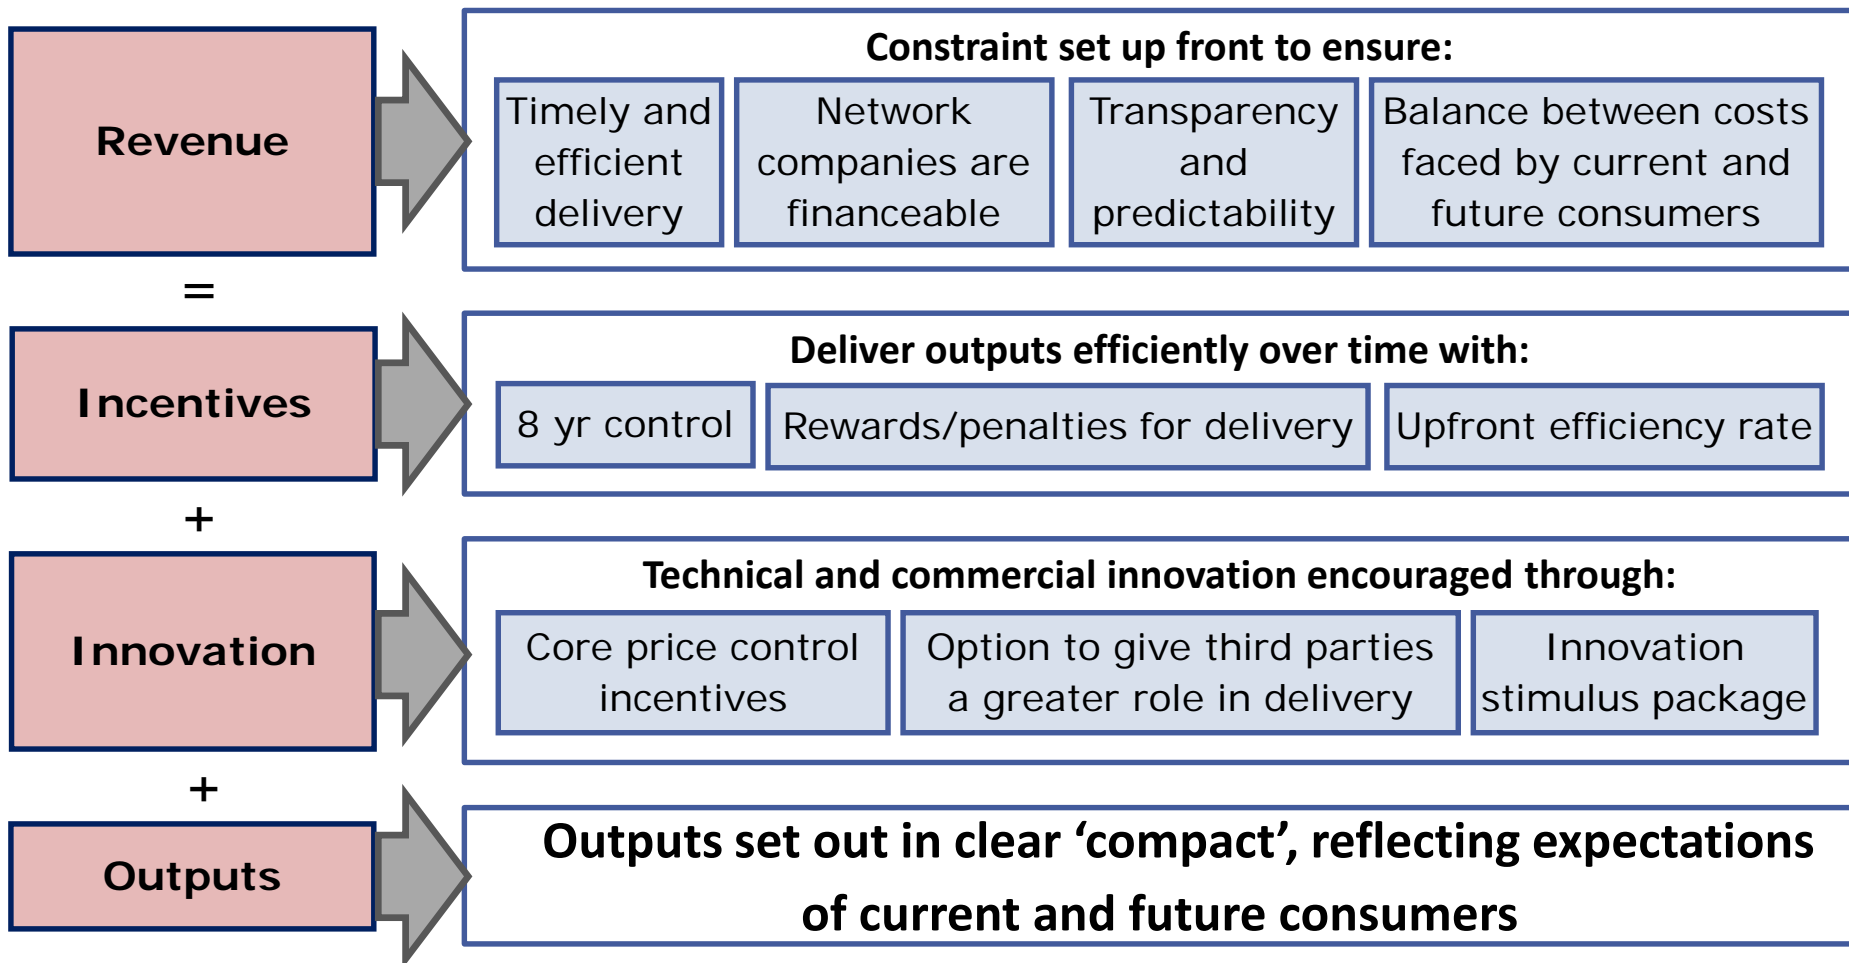 Revenue
Constraint set up front to ensure:
Timely and
efficient
delivery
Network
companies are
financeable
Transparency
and
predictability
Balance between costs
faced by current and
future consumers
=
Incentives
Deliver outputs efficiently over time with:
8 yr control
Rewards/penalties for delivery
Upfront efficiency rate
+
Innovation
Technical and commercial innovation encouraged through:
Core price control
incentives
Option to give third parties
a greater role in delivery
Innovation
stimulus package
+
Outputs
Outputs set out in clear ‘compact’, reflecting expectations
of current and future consumers